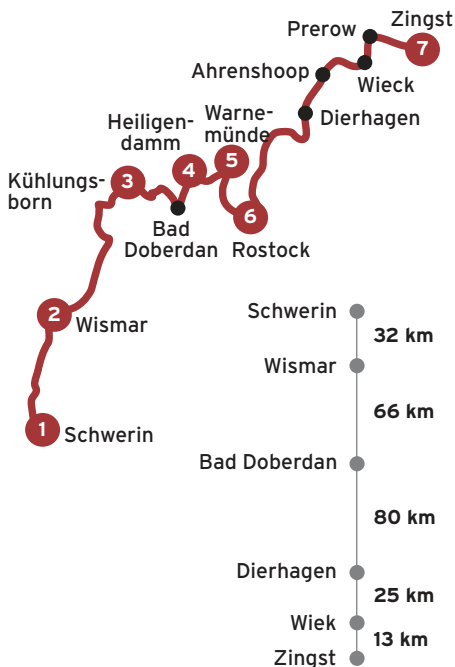 Zingst
Prerow
7
Ahrenshoop
Wieck
Warne-
münde
Dierhagen
Heiligen-
damm
5
4
3
Kühlungs-
born
6
Bad
Doberdan
Rostock
2
Wismar
1
Schwerin
Schwerin
32 km
Wismar
66 km
Bad Doberdan
80 km
Dierhagen
25 km
Wiek
13 km
Zingst